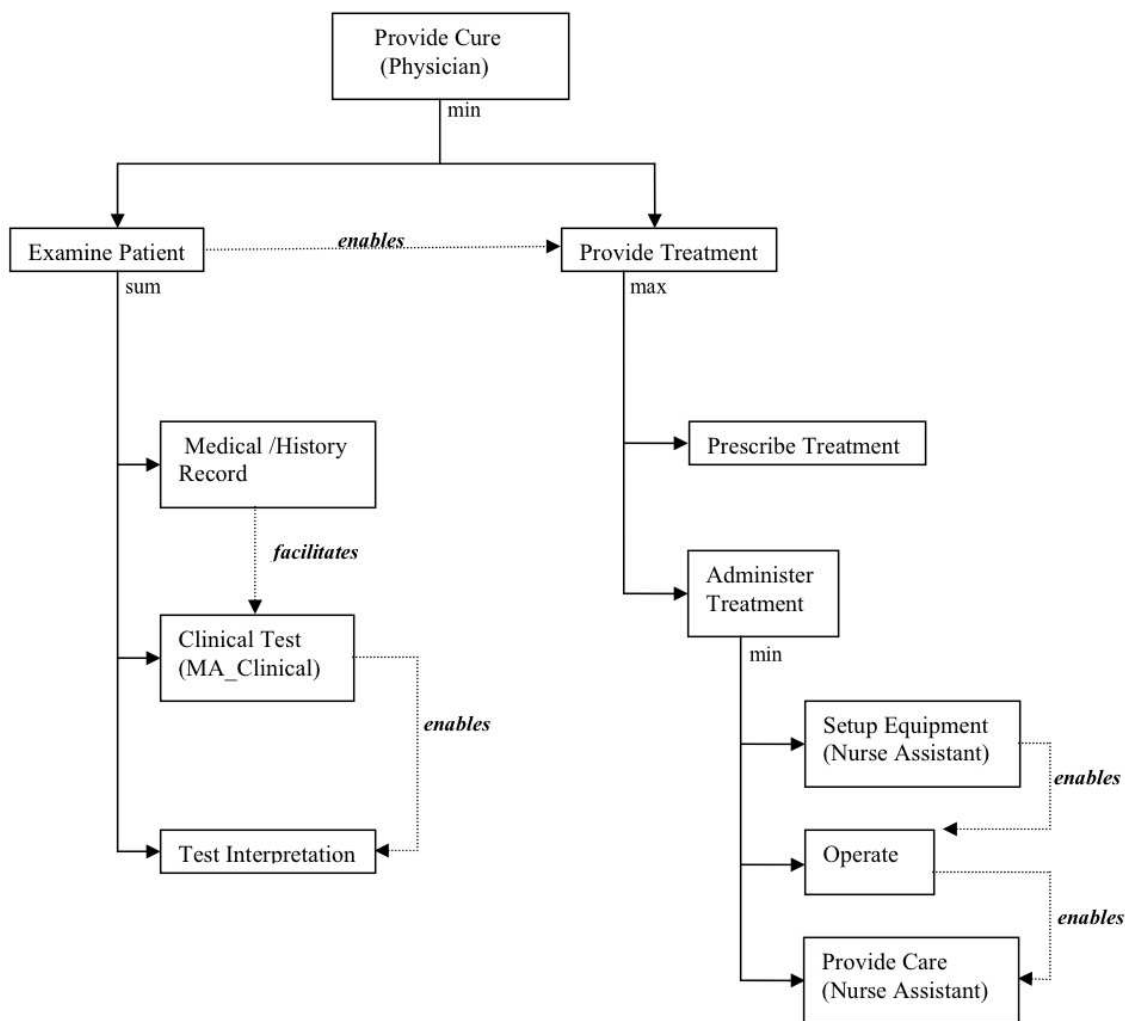 Provide Cure
(Physician)
min
Examine Patient
enables
Provide Treatment
sum
max
Medical /History
Record
Prescribe Treatment
facilitates
Administer
Treatment
Clinical Test
(MA_Clinical)
min
enables
Setup Equipment
(Nurse Assistant)
enables
Test Interpretation
Operate
enables
Provide Care
(Nurse Assistant)